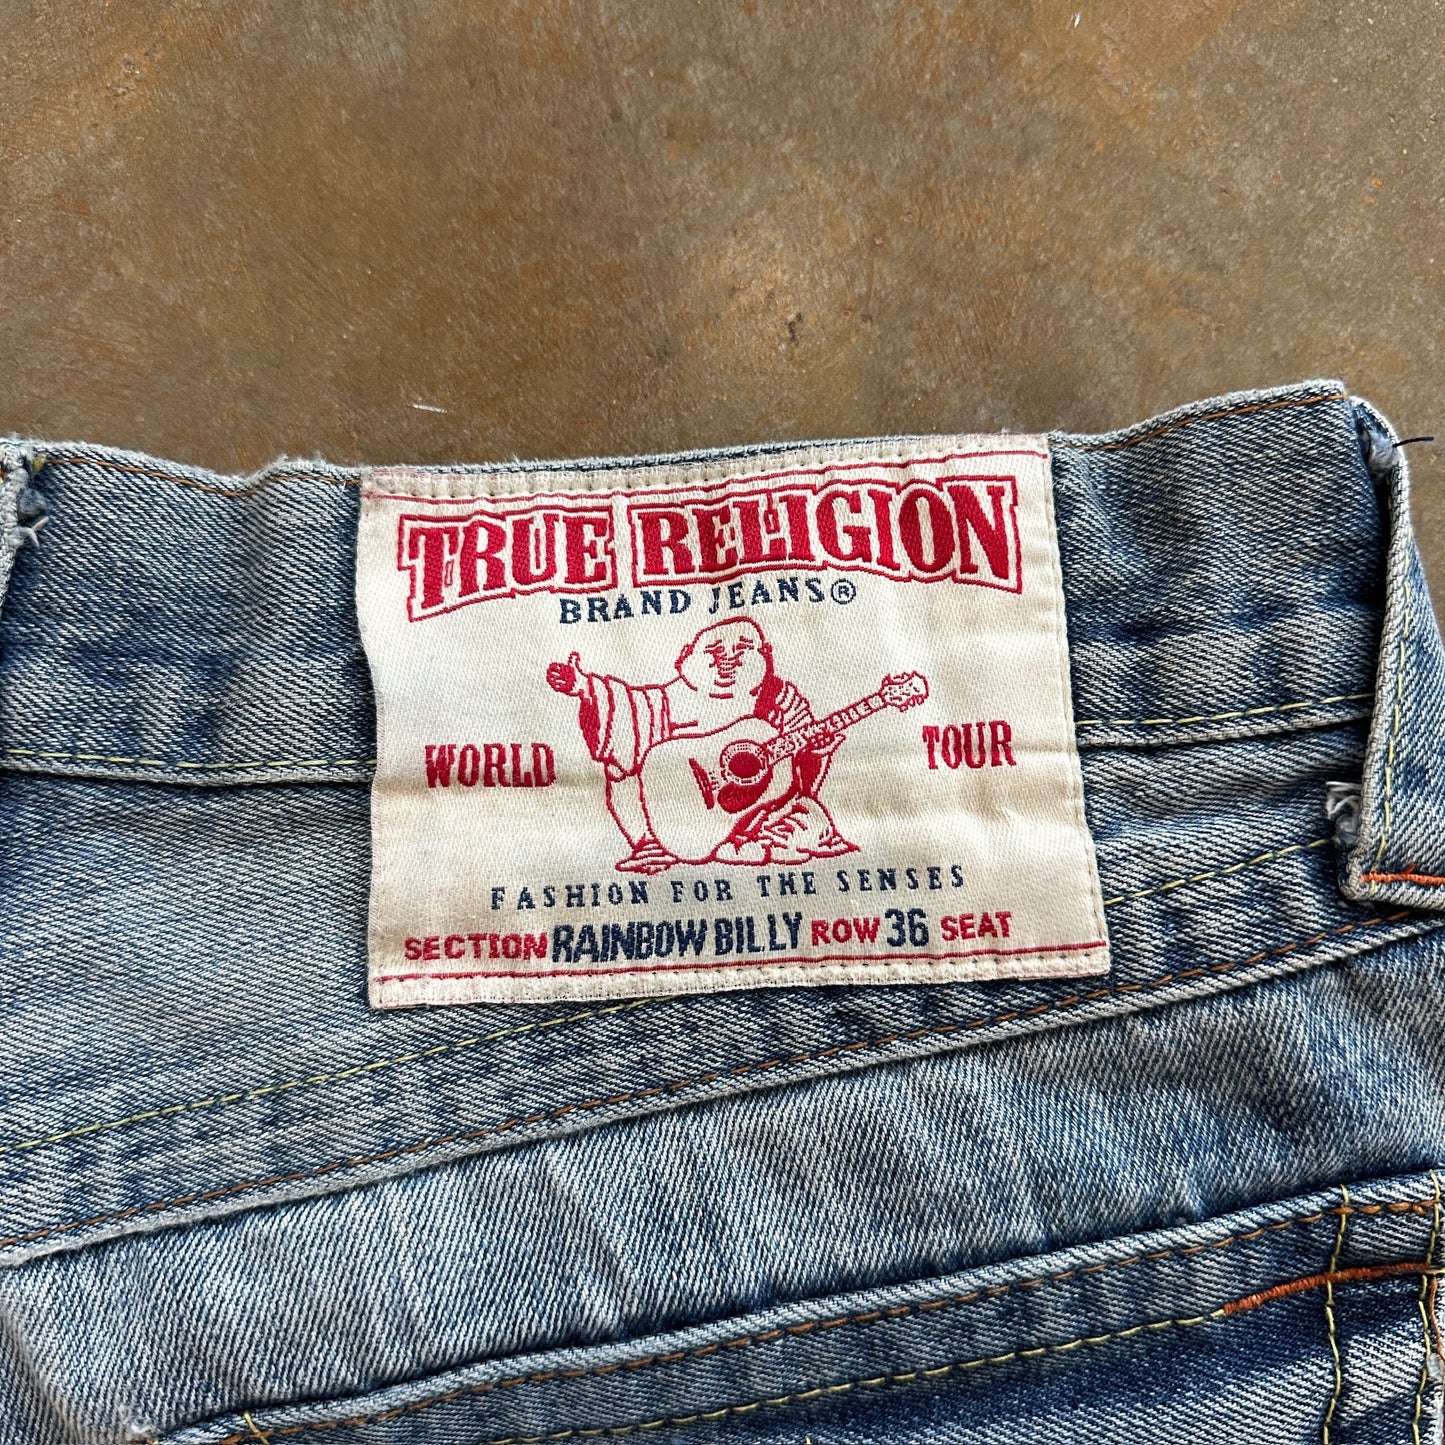 TRUE RELIGION
BRAND JEANS®
WORLD TOUR
FASHION FOR THE SENSES
SECTION RAINBOW BILLY ROW 36 SEAT